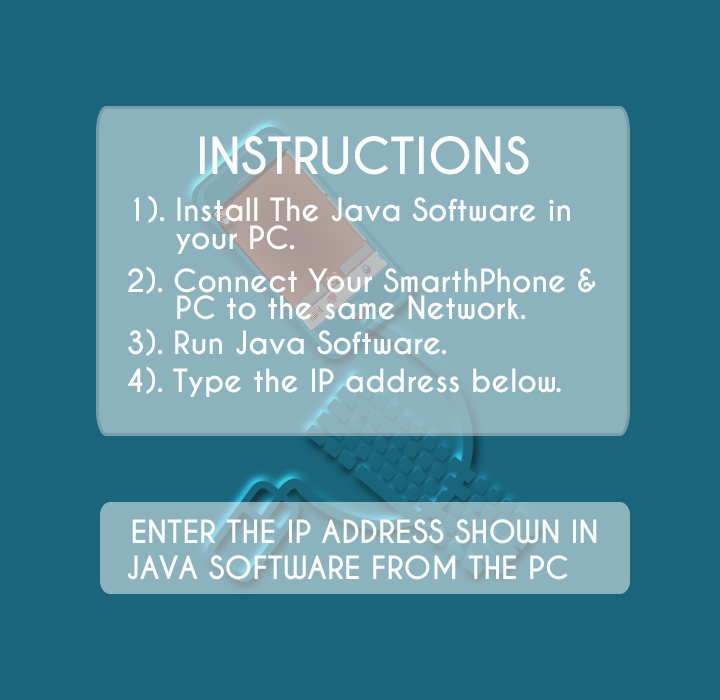 INSTRUCTIONS
1). Install The Java Software in
your PC.
2). Connect Your SmarthPhone &
PC to the same Network.
3). Run Java Software.
4). Type the IP address below.
ENTER THE IP ADDRESS SHOWN IN
JAVA SOFTWARE FROM THE PC